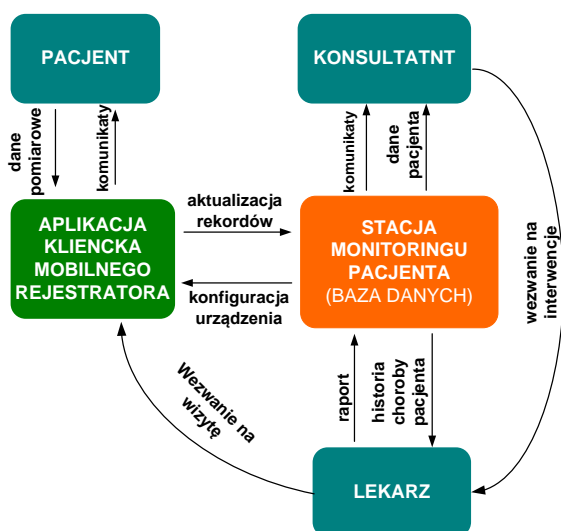 PACJENT
KONSULTATNT
dane
pomiarowe
komunikaty
komunikaty
dane
pacjenta
APLIKACJA
KLIENCKA
MOBILNEGO
REJESTRATORA
aktualizacja
rekordów
konfiguracja
urządzenia
STACJA
MONITORINGU
PACJENTA
(BAZA DANYCH)
wezwanie na
interwencje
Wezwanie na
wizytę
raport
historia
choroby
pacjenta
LEKARZ